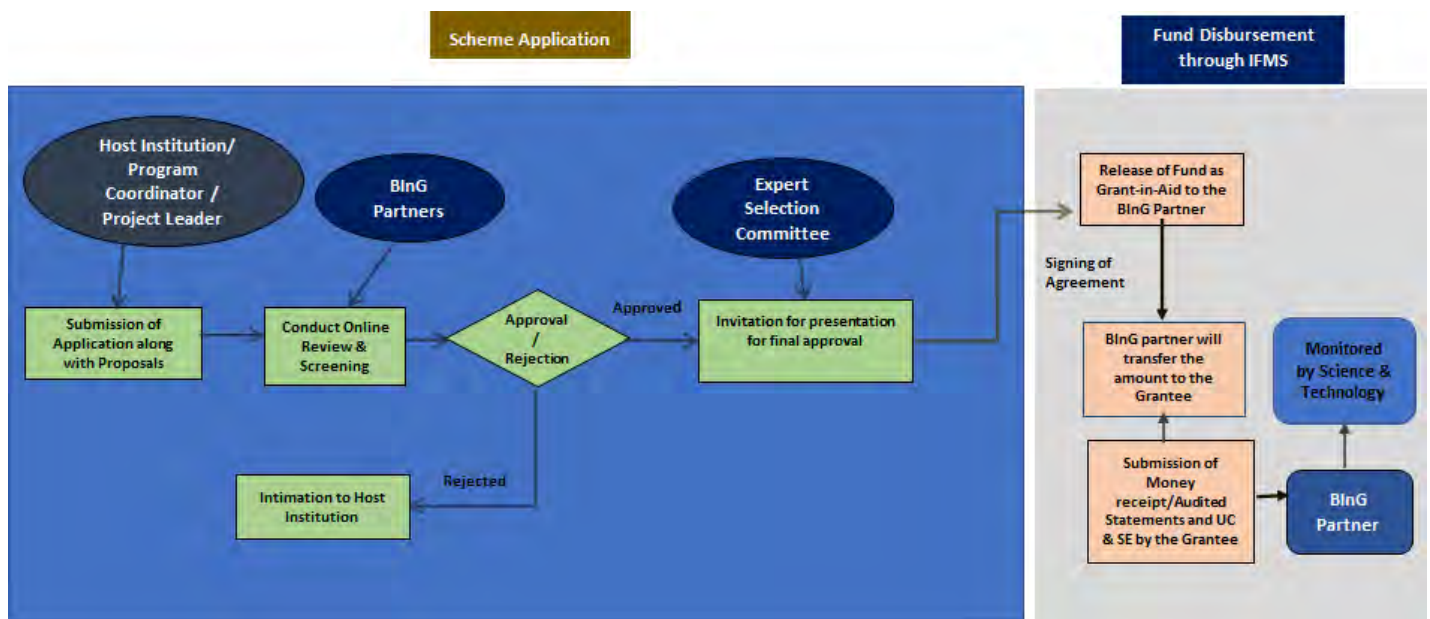 Scheme Application
Fund Disbursement
through IFMS
Host Institution/
Program
Coordinator /
Project Leader
BInG
Partners
Expert
Selection
Committee
Submission of
Application along
with Proposals
Conduct Online
Review &
Screening
Approval
/
Rejection
Approved
Invitation for presentation
for final approval
Rejected
Intimation to Host
Institution
Release of Fund as
Grant-in-Aid to the
BInG Partner
Signing of
Agreement
BInG partner will
transfer the
amount to the
Grantee
Monitored
by Science &
Technology
Submission of
Money
receipt/Audited
Statements and UC
& SE by the Grantee
BInG
Partner